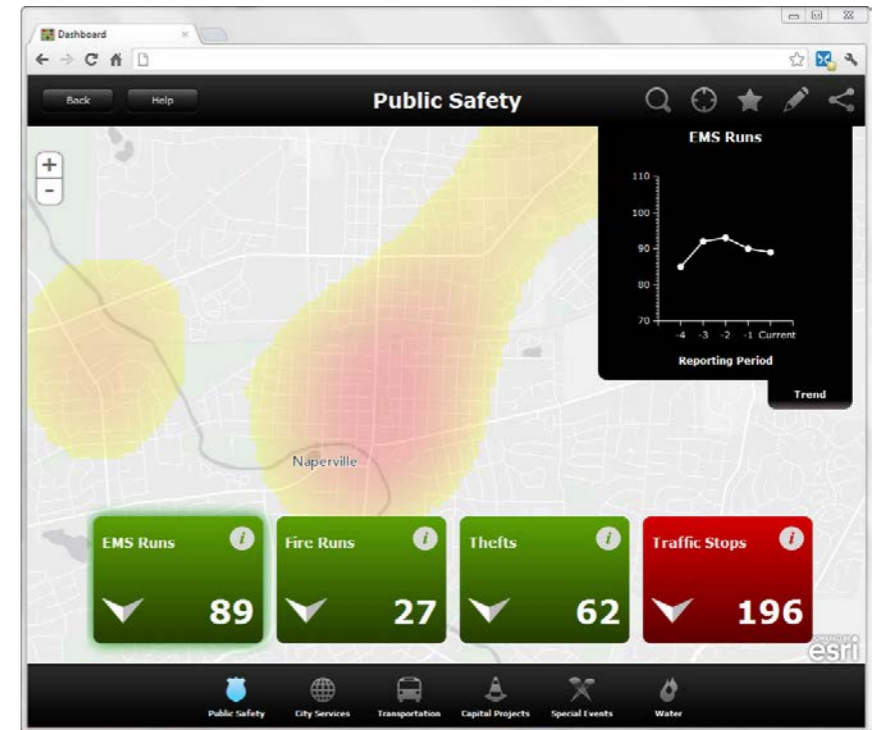 Dashboard
Back
Help
Public Safety
EMS Runs
110
100
90
80
70
-4 -3 -2 -1 Current
Reporting Period
Trend
+
-
Naperville
EMS Runs
i
89
Fire Runs
i
27
Thefts
i
62
Traffic Stops
i
196
esri
Public Safety
City Services
Transportation
Capital Projects
Special Events
Water